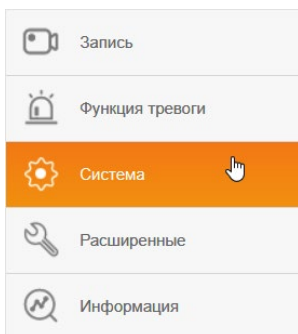 Запись
Функция тревоги
Система
Расширенные
Информация